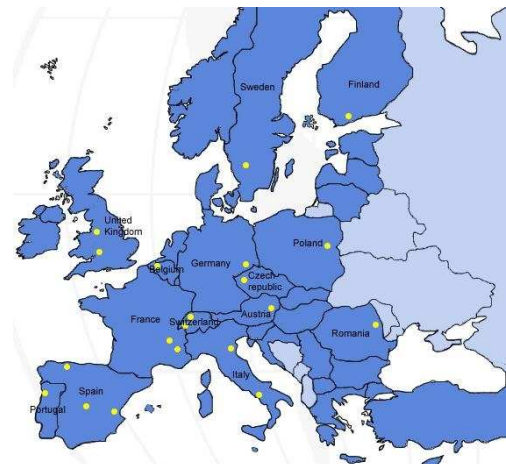 Sweden
Finland
United
Kingdom
Poland
Germany
Belgium
Czech
republic
France
Switzerland
Austria
Romania
Italy
Spain
Portugal